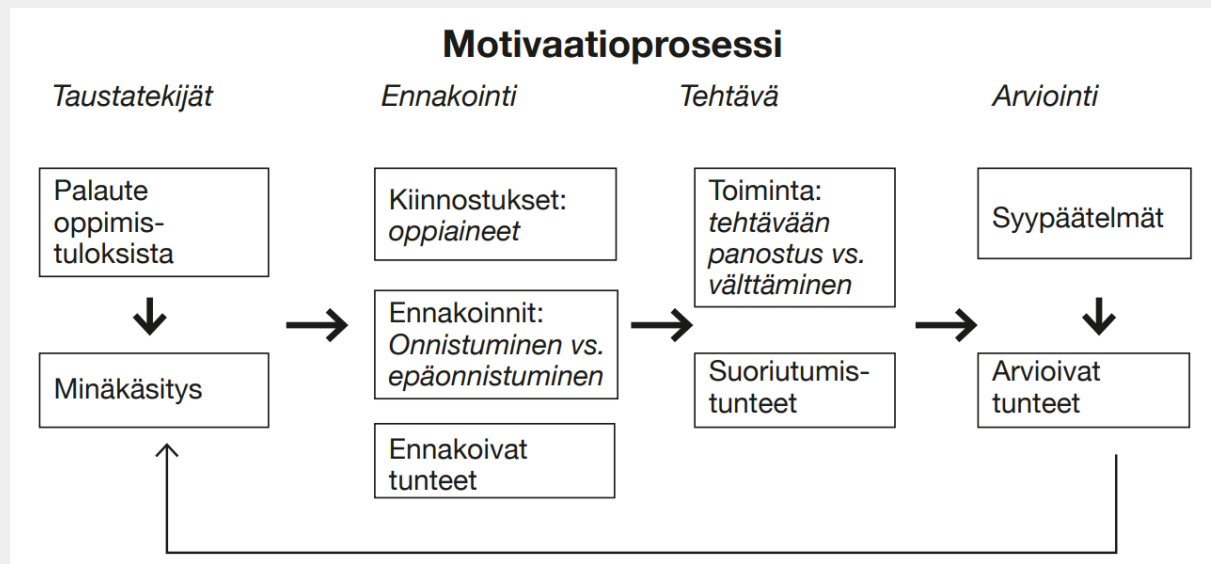 Motivaatioprosessi
Taustatekijät
Ennakointi
Tehtävä
Arviointi
Palaute
oppimis-
tuloksista
Minäkäsitys
Kiinnostukset:
oppiaineet
Ennakoinnit:
Onnistuminen vs.
epäonnistuminen
Ennakoivat
tunteet
Toiminta:
tehtävään
panostus vs.
välttäminen
Suoriutumis-
tunteet
Syypäätelmät
Arvioivat
tunteet